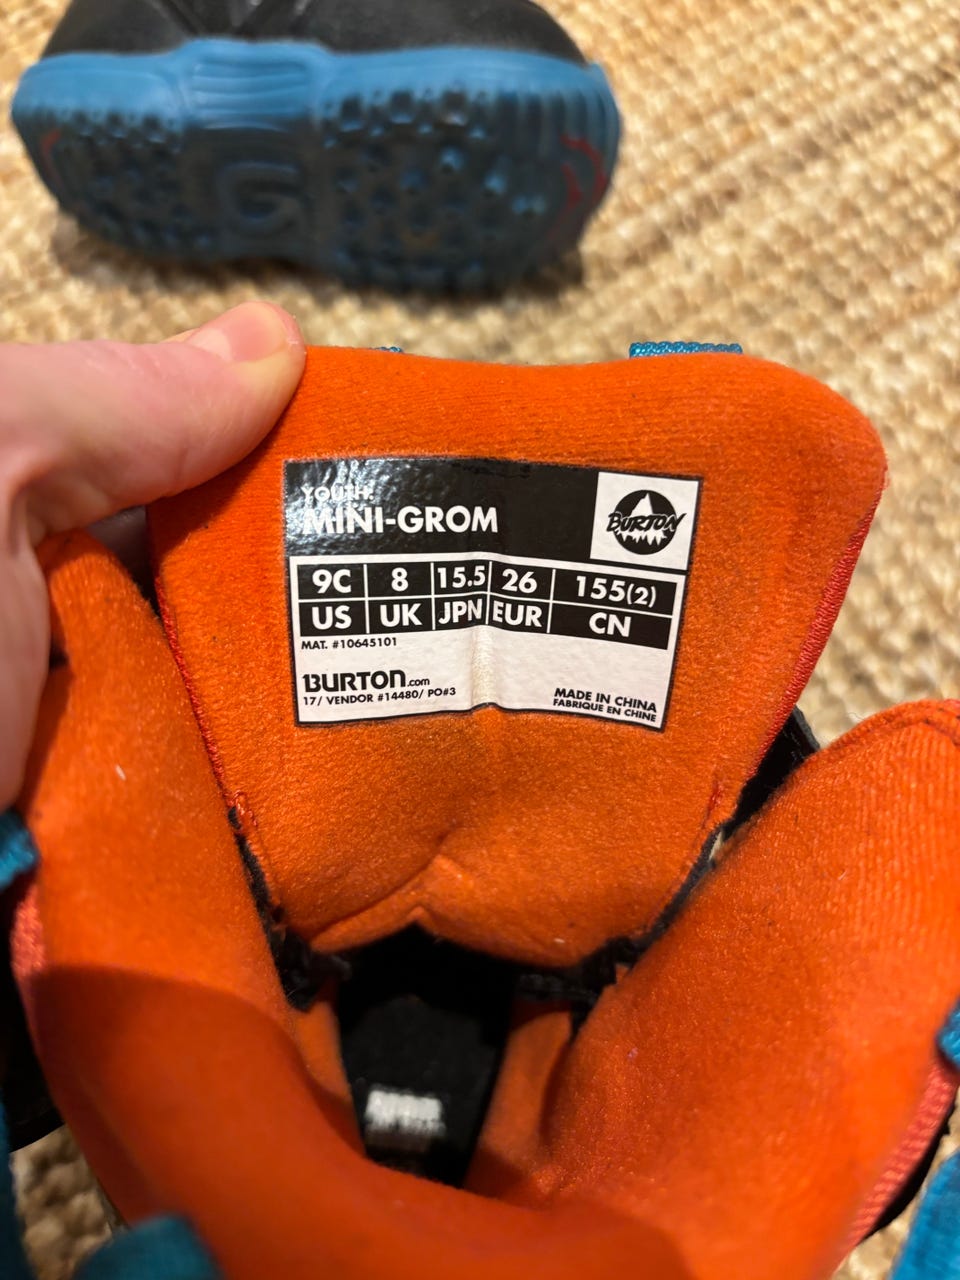 YOUTH:
MINI-GROM
BURTON
9C 8 15.5 26 155(2)
US UK JPN EUR CN
MAT. #10645101
BURTON.com
17/ VENDOR #14480/ PO#3
MADE IN CHINA
FABRIQUE EN CHINE
G